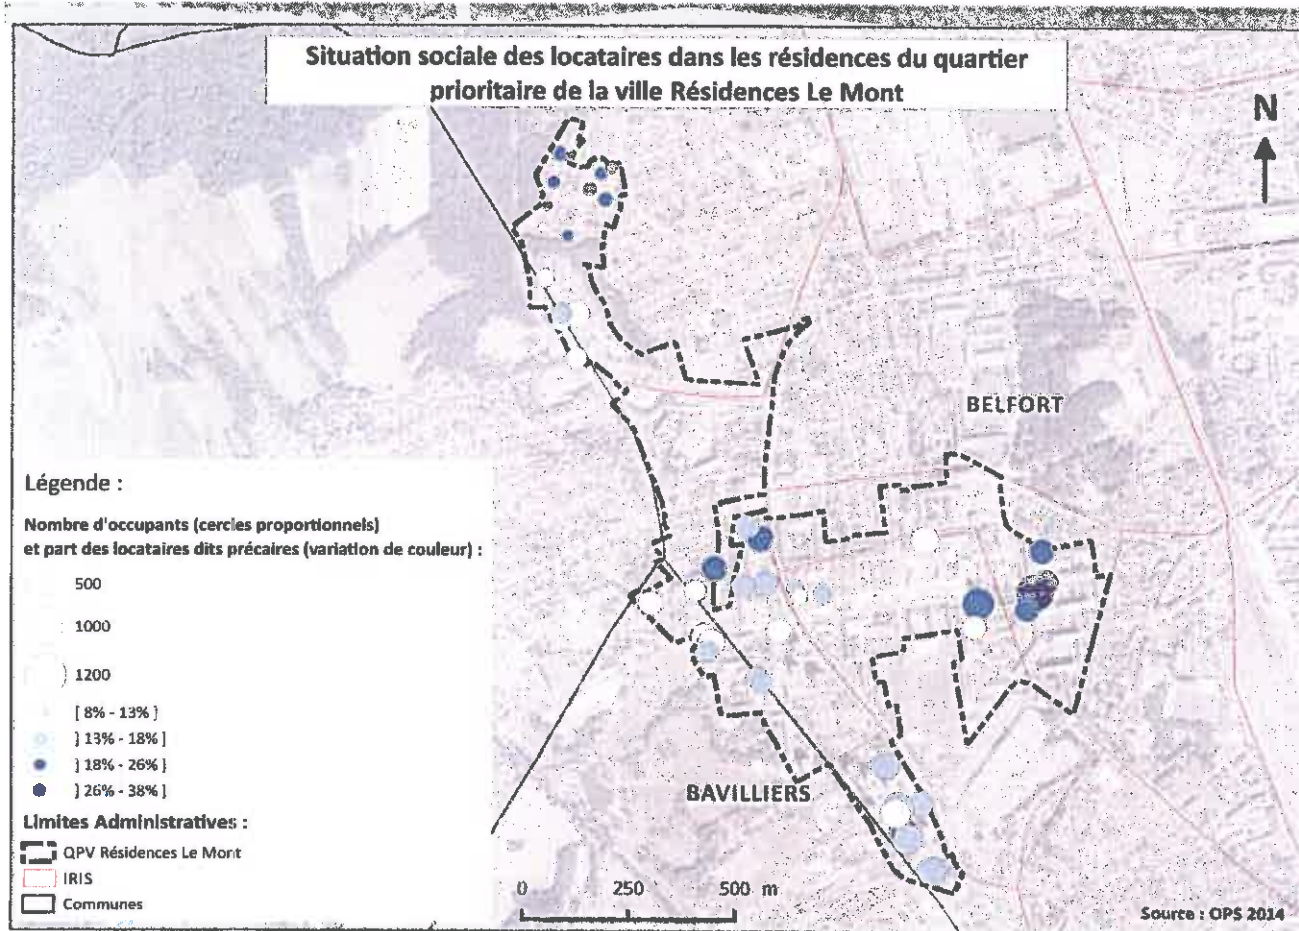 Situation sociale des locataires dans les résidences du quartier
prioritaire de la ville Résidences Le Mont
N
BELFORT
Légende :
Nombre d'occupants (cercles proportionnels)
et part des locataires dits précaires (variation de couleur) :
500
1000
1200
[ 8% - 13% ]
] 13% - 18% ]
] 18% - 26% ]
] 26% - 38% ]
BAVILLIERS
Limites Administratives :
QPV Résidences Le Mont
IRIS
Communes
0 250 500 m
Source : OPS 2014